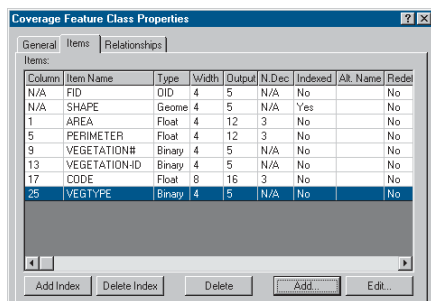 Coverage Feature Class Properties
General Items Relationships
Items:
Column Item Name Type Width Output N.Dec Indexed Alt. Name Redel
N/A FID OID 4 5 N/A No No
N/A SHAPE Geome 4 5 N/A Yes No
1 AREA Float 4 12 3 No No
5 PERIMETER Float 4 12 3 No No
9 VEGETATION# Binary 4 5 N/A No No
13 VEGETATION-ID Binary 4 5 N/A No No
17 CODE Float 8 16 3 No No
25 VEGTYPE Binary 4 5 N/A No No
Add Index Delete Index Delete Add... Edit...